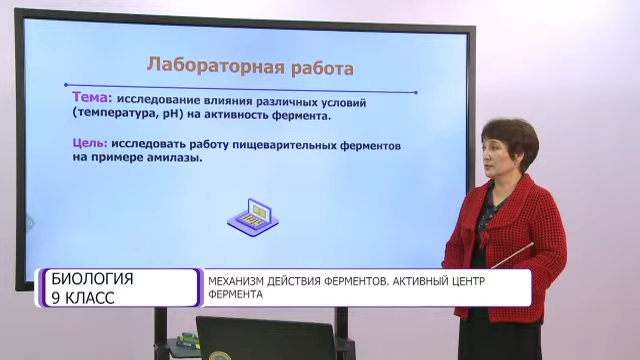 Лабораторная работа
Тема: исследование влияния различных условий
(температура, pH) на активность фермента.
Цель: исследовать работу пищеварительных ферментов
на примере амилазы.
БИОЛОГИЯ
9 КЛАСС
МЕХАНИЗМ ДЕЙСТВИЯ ФЕРМЕНТОВ. АКТИВНЫЙ ЦЕНТР
ФЕРМЕНТА